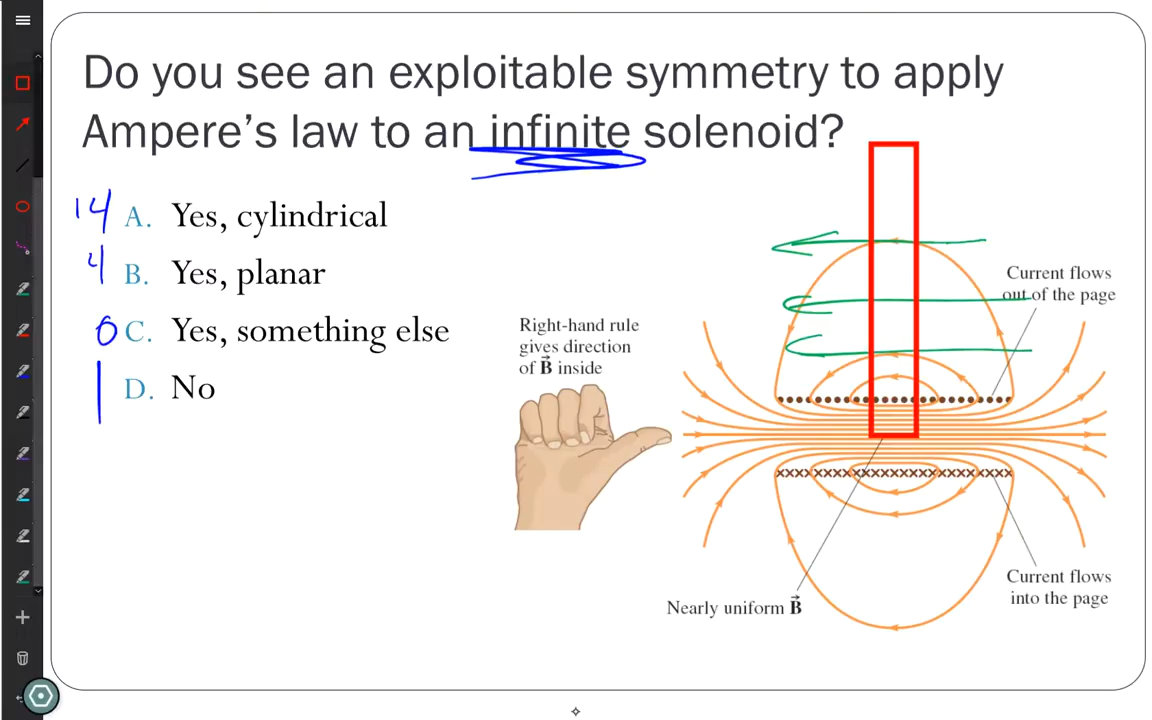 Do you see an exploitable symmetry to apply
Ampere's law to an infinite solenoid?
14 A. Yes, cylindrical
4 B. Yes, planar
0 C. Yes, something else
1 D. No
Right-hand rule
gives direction
of B⃗ inside
Current flows
out of the page
Nearly uniform B⃗
Current flows
into the page
xxxxxxxxxxxxxxxxxxxxxxxxx